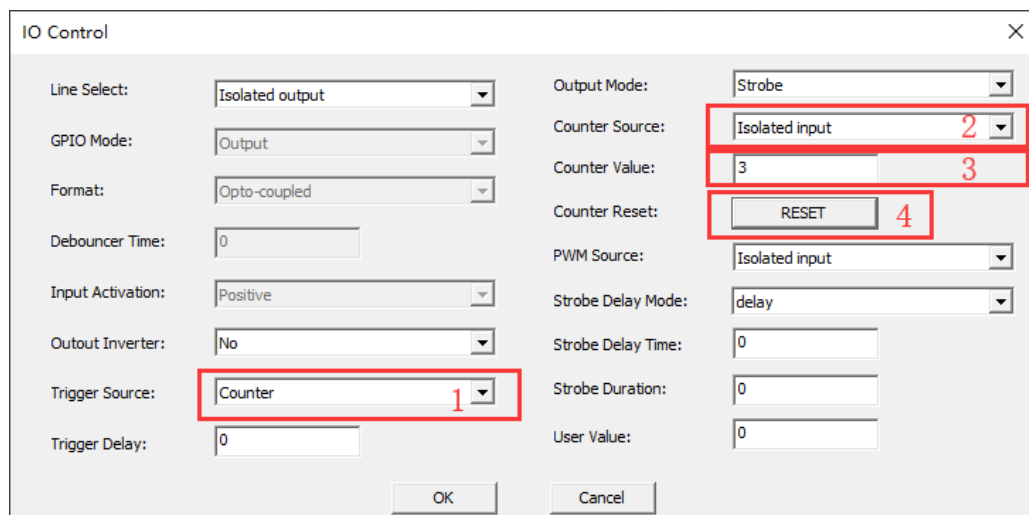 IO Control
Line Select: Isolated output
GPIO Mode: Output
Format: Opto-coupled
Debouncer Time: 0
Input Activation: Positive
Outout Inverter: No
Trigger Source: Counter 1
Trigger Delay: 0
Output Mode: Strobe
Counter Source: Isolated input 2
Counter Value: 3 3
Counter Reset: RESET 4
PWM Source: Isolated input
Strobe Delay Mode: delay
Strobe Delay Time: 0
Strobe Duration: 0
User Value: 0
OK Cancel